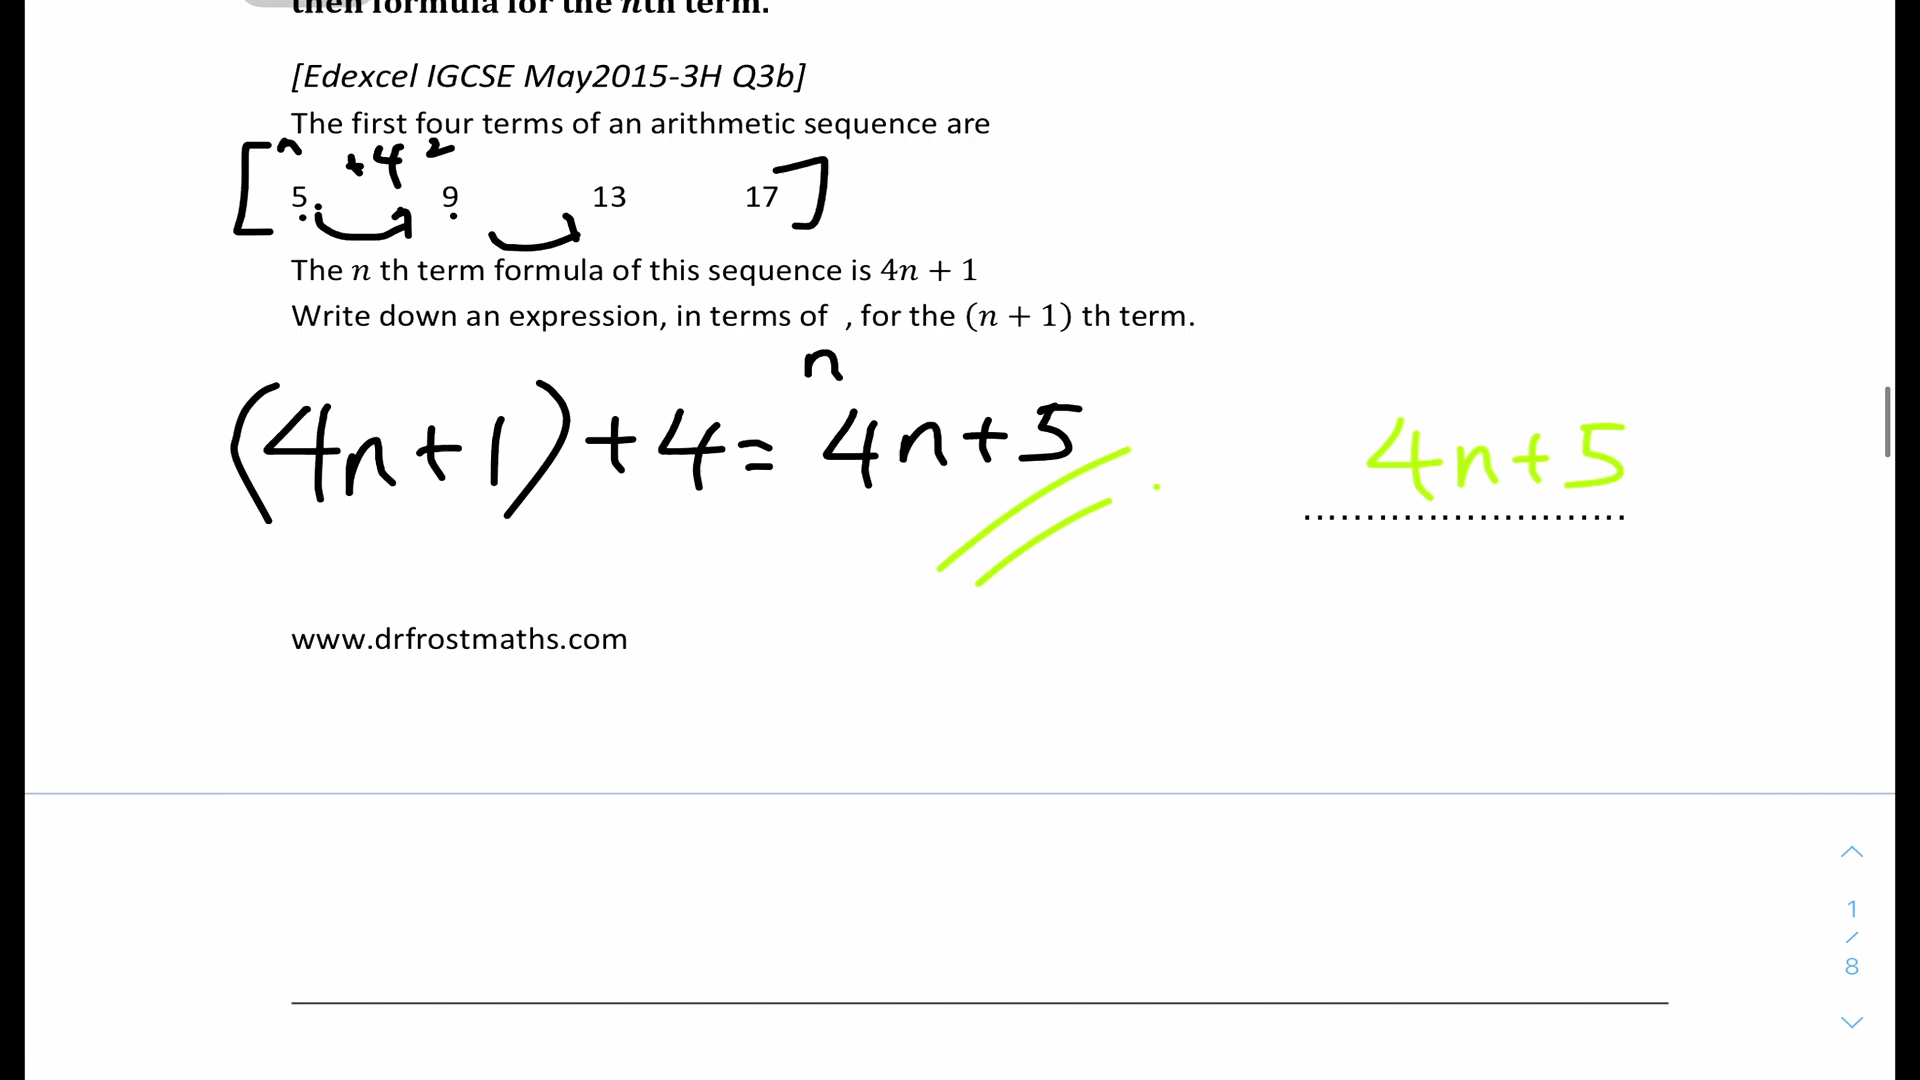 then formula for the nth term.
[Edexcel IGCSE May2015-3H Q3b]
The first four terms of an arithmetic sequence are
+4 2
5 9 13 17
The n th term formula of this sequence is 4n + 1
Write down an expression, in terms of , for the (n + 1) th term.
n
(4n+1)+4= 4n+5
4n+5
........................
www.drfrostmaths.com
1
/
8